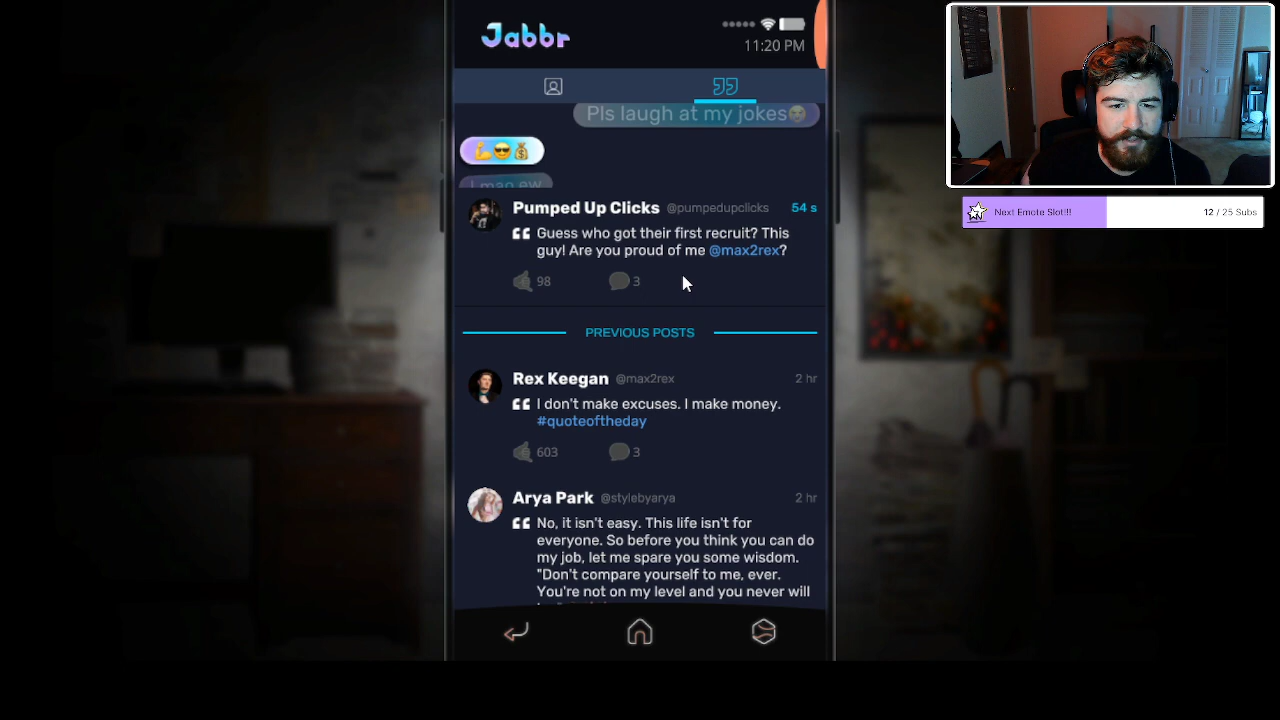 Jabbr
11:20 PM
Pls laugh at my jokes😭
💪😎💰
Pumped Up Clicks @pumpedupclicks 54 s
Guess who got their first recruit? This
guy! Are you proud of me @max2rex?
98 3
PREVIOUS POSTS
Rex Keegan @max2rex 2 hr
I don't make excuses. I make money.
#quoteoftheday
603 3
Arya Park @stylebyarya 2 hr
No, it isn't easy. This life isn't for
everyone. So before you think you can do
my job, let me spare you some wisdom.
"Don't compare yourself to me, ever.
You're not on my level and you never will
Next Emote Slot!!! 12 / 25 Subs